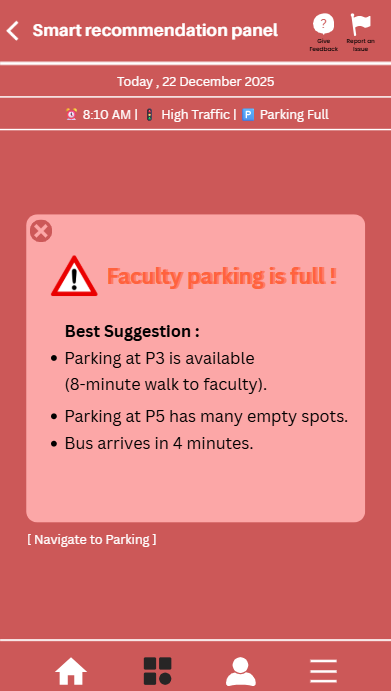 Smart recommendation panel
?
Give Feedback
Report an Issue
Today , 22 December 2025
8:10 AM | High Traffic | P Parking Full
Faculty parking is full !
Best Suggestion :
• Parking at P3 is available
(8-minute walk to faculty).
• Parking at P5 has many empty spots.
• Bus arrives in 4 minutes.
[ Navigate to Parking ]